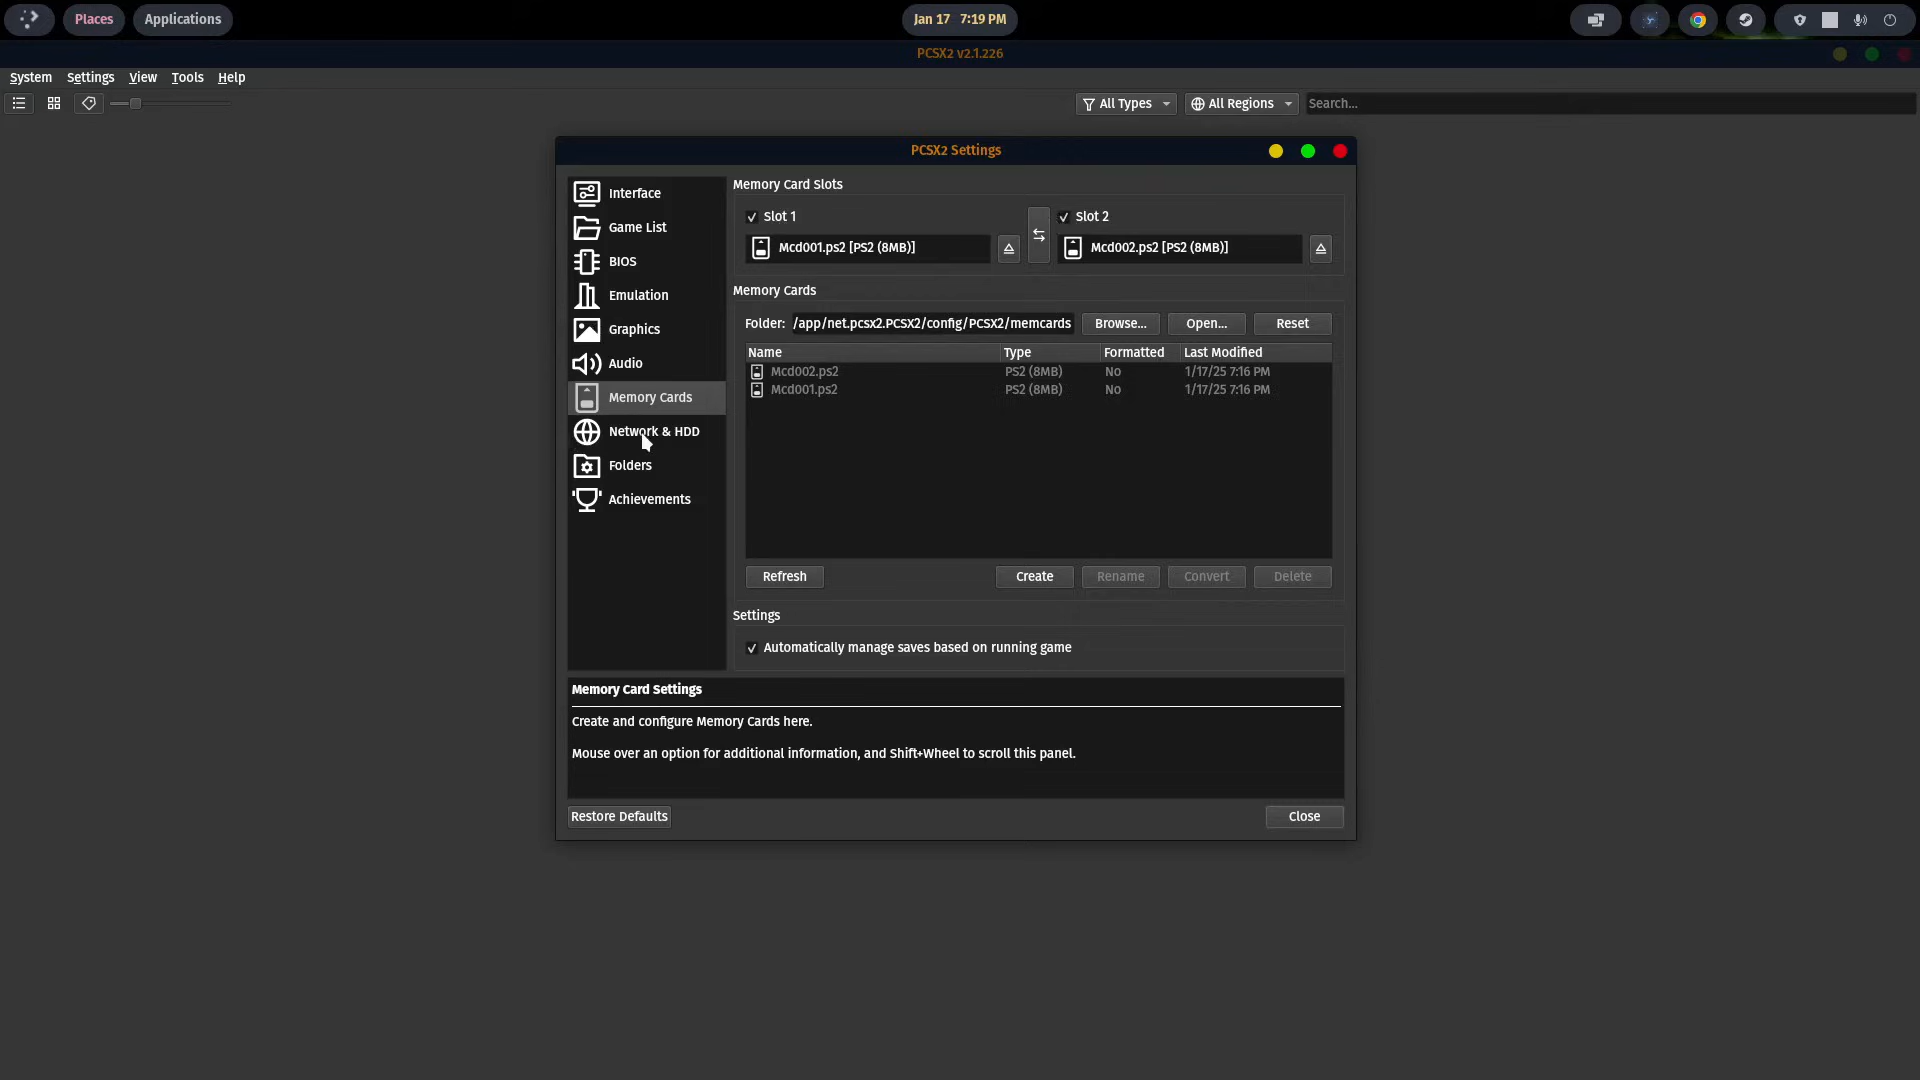 Places
Applications
Jan 17 7:19 PM
PCSX2 v2.1.226
System
Settings
View
Tools
Help
All Types
All Regions
Search...
PCSX2 Settings
Interface
Game List
BIOS
Emulation
Graphics
Audio
Memory Cards
Network & HDD
Folders
Achievements
Memory Card Slots
Slot 1
Slot 2
Mcd001.ps2 [PS2 (8MB)]
Mcd002.ps2 [PS2 (8MB)]
Memory Cards
Folder: /app/net.pcsx2.PCSX2/config/PCSX2/memcards
Browse...
Open...
Reset
Name Type Formatted Last Modified
Mcd002.ps2 PS2 (8MB) No 1/17/25 7:16 PM
Mcd001.ps2 PS2 (8MB) No 1/17/25 7:16 PM
Refresh
Create
Rename
Convert
Delete
Settings
Automatically manage saves based on running game
Memory Card Settings
Create and configure Memory Cards here.
Mouse over an option for additional information, and Shift+Wheel to scroll this panel.
Restore Defaults
Close